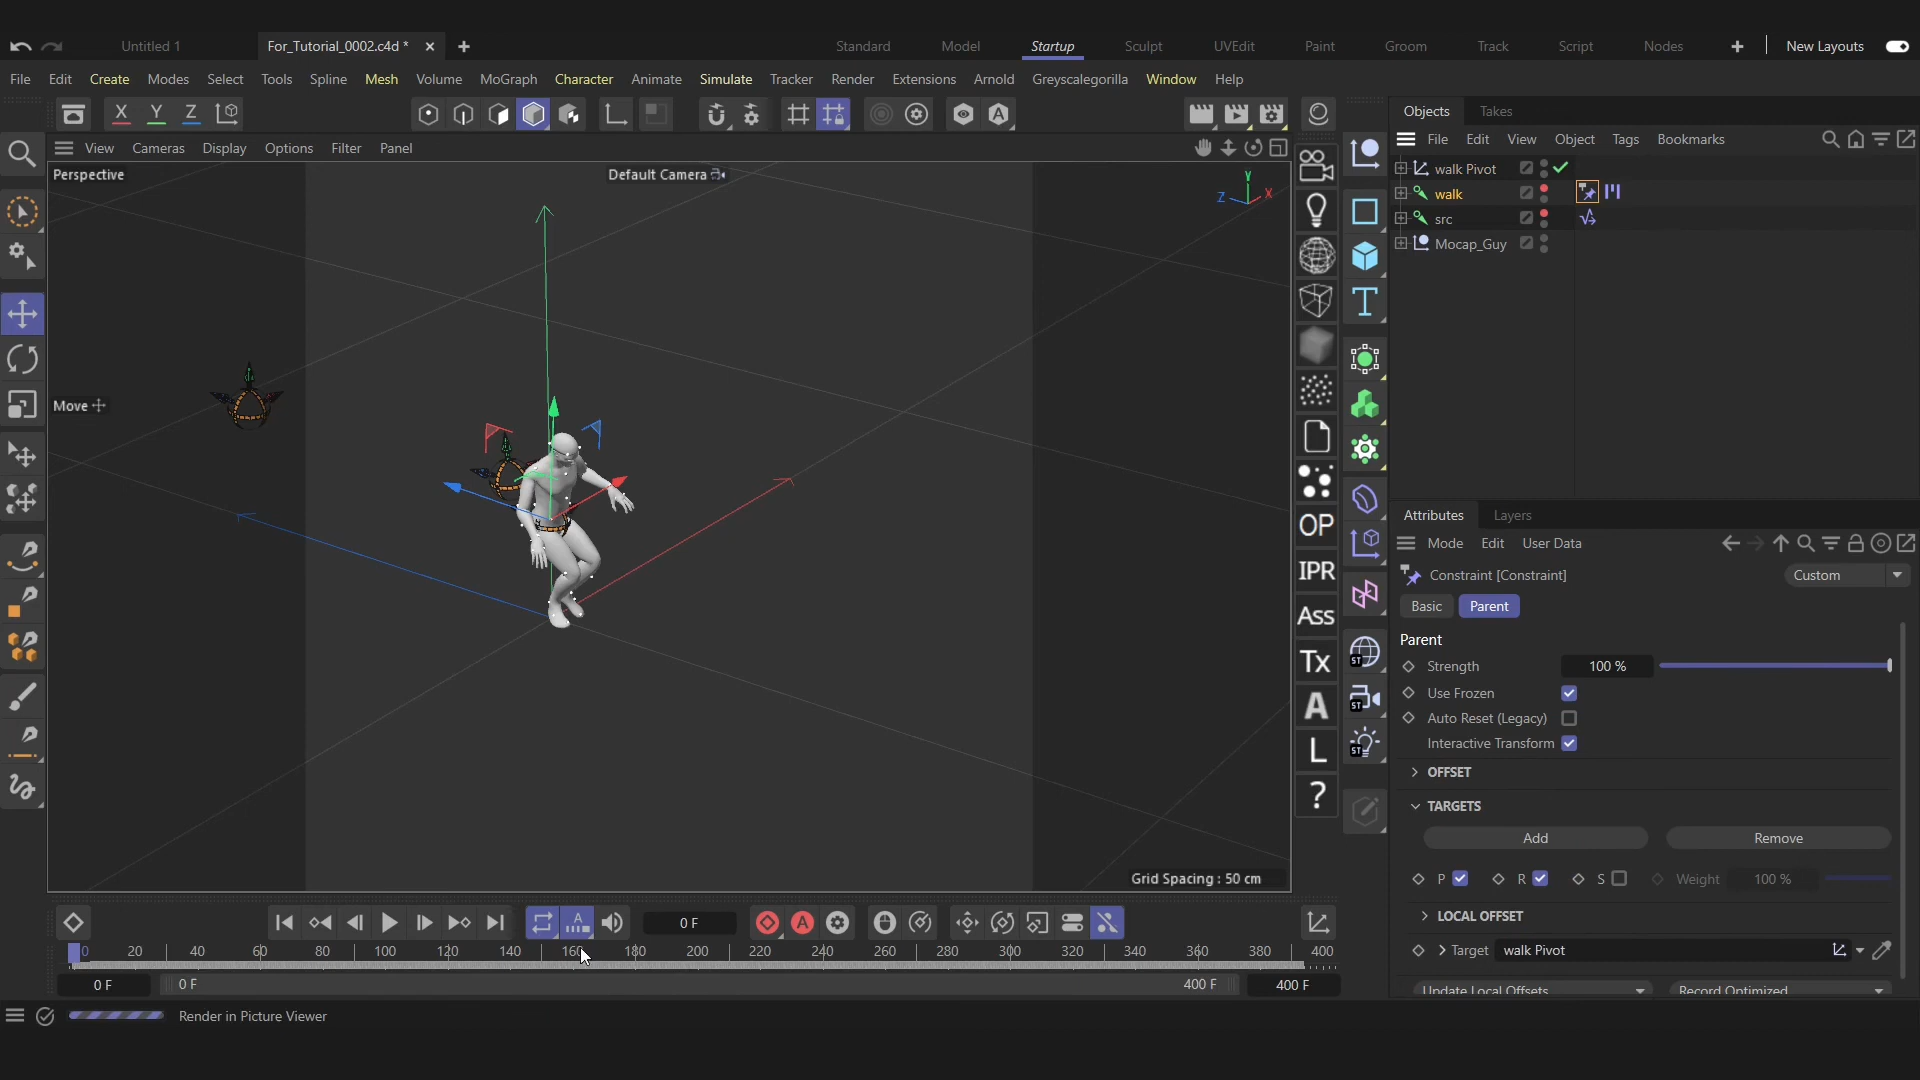 Untitled 1
For_Tutorial_0002.c4d *
Standard
Model
Startup
Sculpt
UVEdit
Paint
Groom
Track
Script
Nodes
New Layouts
File Edit Create Modes Select Tools Spline Mesh Volume MoGraph Character Animate Simulate Tracker Render Extensions Arnold Greyscalegorilla Window Help
X Y Z
Objects
Takes
View Cameras Display Options Filter Panel
File Edit View Object Tags Bookmarks
Perspective
Default Camera
Y
Z
X
walk Pivot
walk
src
Mocap_Guy
Move
OP
IPR
Ass
Tx
A
L
?
ST
ST
ST
Attributes
Layers
Mode Edit User Data
Constraint [Constraint]
Custom
Basic
Parent
Parent
Strength
100 %
Use Frozen
Auto Reset (Legacy)
Interactive Transform
OFFSET
TARGETS
Add
Remove
P
R
S
Weight
100 %
LOCAL OFFSET
Target
walk Pivot
Update Local Offsets
Record Optimized
Grid Spacing : 50 cm
A
0 F
A
0 20 40 60 80 100 120 140 160 180 200 220 240 260 280 300 320 340 360 380 400
0 F
0 F
400 F
400 F
Render in Picture Viewer